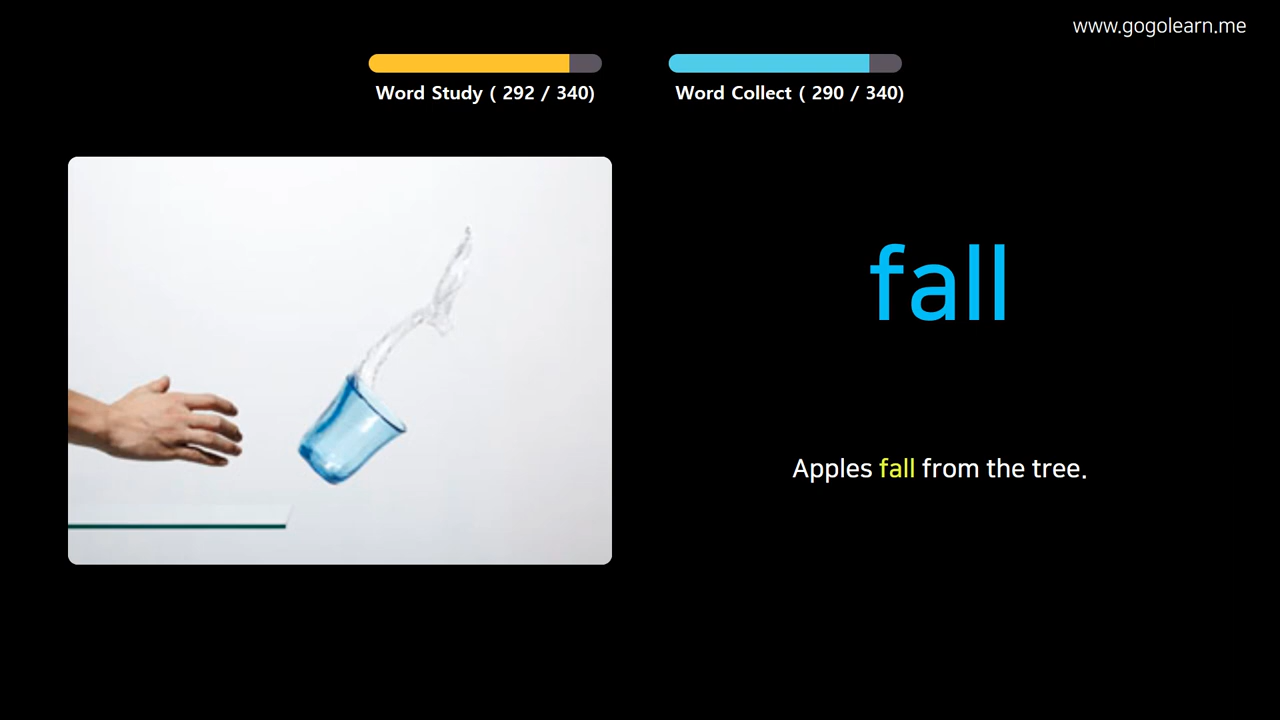 www.gogolearn.me
Word Study ( 292 / 340)
Word Collect ( 290 / 340)
fall
Apples fall from the tree.